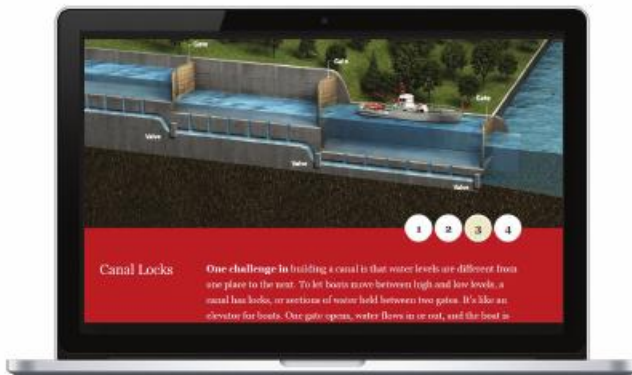 Gate
Gate
Gate
Valve
Valve
Valve
1 2 3 4
Canal Locks
One challenge in building a canal is that water levels are different from
one place to the next. To let boats move between high and low levels, a
canal has locks, or sections of water held between two gates. It's like an
elevator for boats. One gate opens, water flows in or out, and the boat is